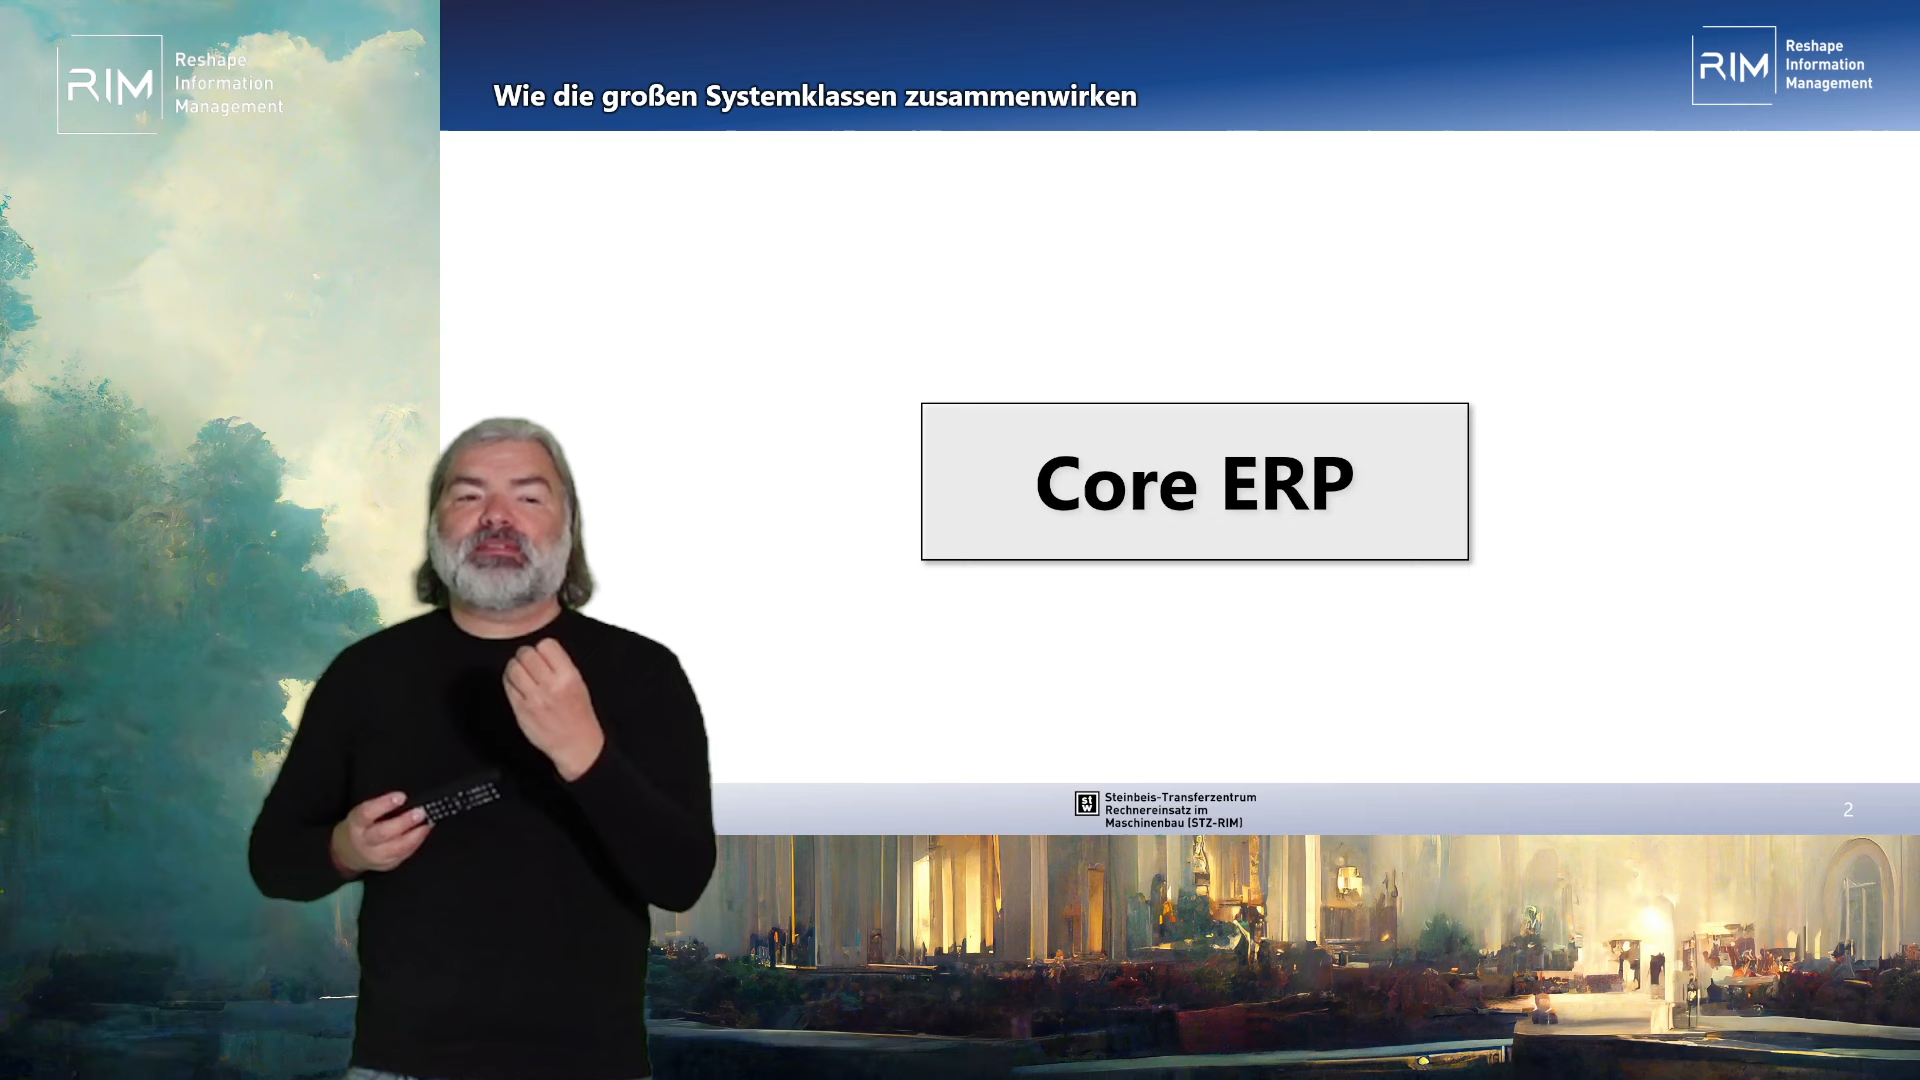 RIM
Reshape
Information
Management
Wie die großen Systemklassen zusammenwirken
RIM
Reshape
Information
Management
Core ERP
stw
Steinbeis-Transferzentrum
Rechnereinsatz im
Maschinenbau (STZ-RIM)
2